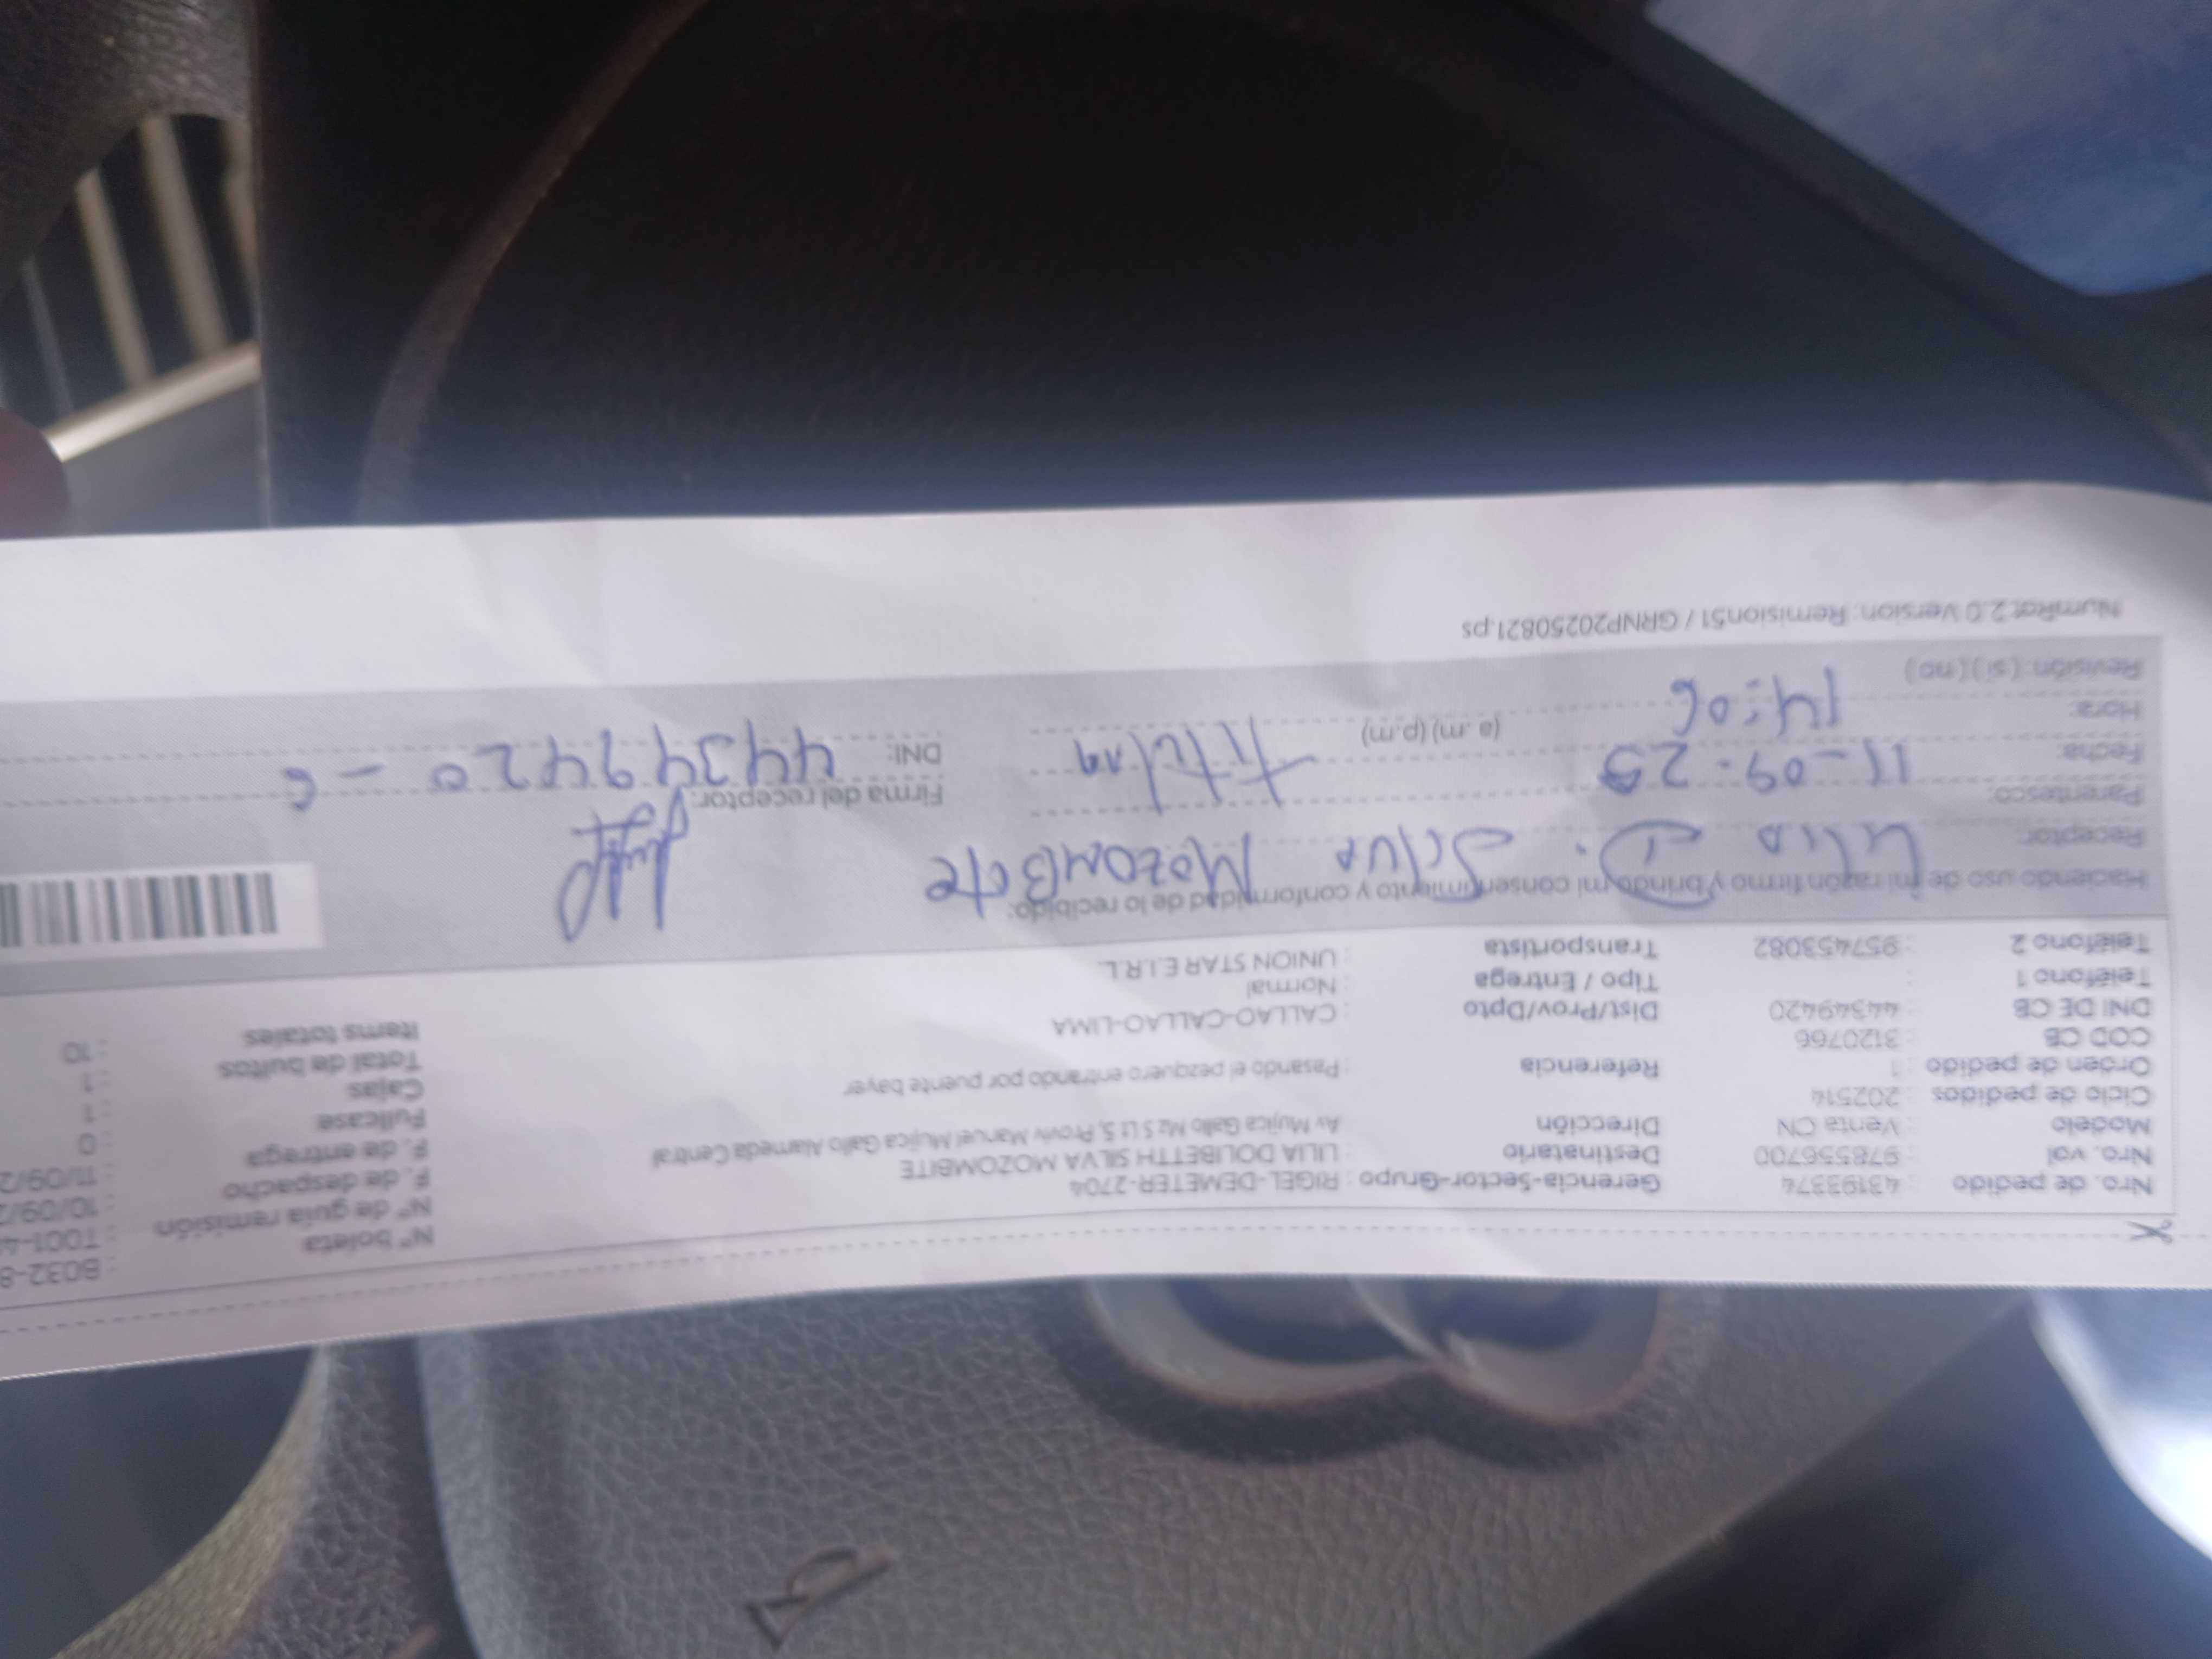 Nº boleta : B032-8
Nº de guía remisión : T001-4
F. de despacho : 10/09/2
F. de entrega : 11/09/2
Fullcase : 0
Cajas : 1
Total de bultos : 1
Items totales : 10
Nro. de pedido : 43193374 Gerencia-Sector-Grupo : RIGEL-DEMETER-2704
Nro. val : 978556700 Destinatario : LILIA DOLIBETTH SILVA MOZOMBITE
Modelo : Venta CN Dirección : Av Mujica Gallo Mz S Lt 5, Proviv Manuel Mujica Gallo Alameda Central
Ciclo de pedidos : 202514
Orden de pedido : 1 Referencia : Pasando el pezquero entrando por puente bayer
COD CB : 3120766
DNI DE CB : 44349420 Dist/Prov/Dpto : CALLAO-CALLAO-LIMA
Teléfono 1 : Tipo / Entrega : Normal
Teléfono 2 : 957453082 Transportista : UNION STAR E.I.R.L.
Haciendo uso de mi razón firmo y brindo mi consentimiento y conformidad de lo recibido:
Receptor: Lilia D. Silva Mozombite
Parentesco: Titular Firma del receptor:
Fecha: 11-09-25 DNI: 44349420 - 6
Hora: 14:06 (a.m) (p.m)
Revisión: (si) (no)
NumRot 2.0 Version: Remision51 / GRNP20250821.ps